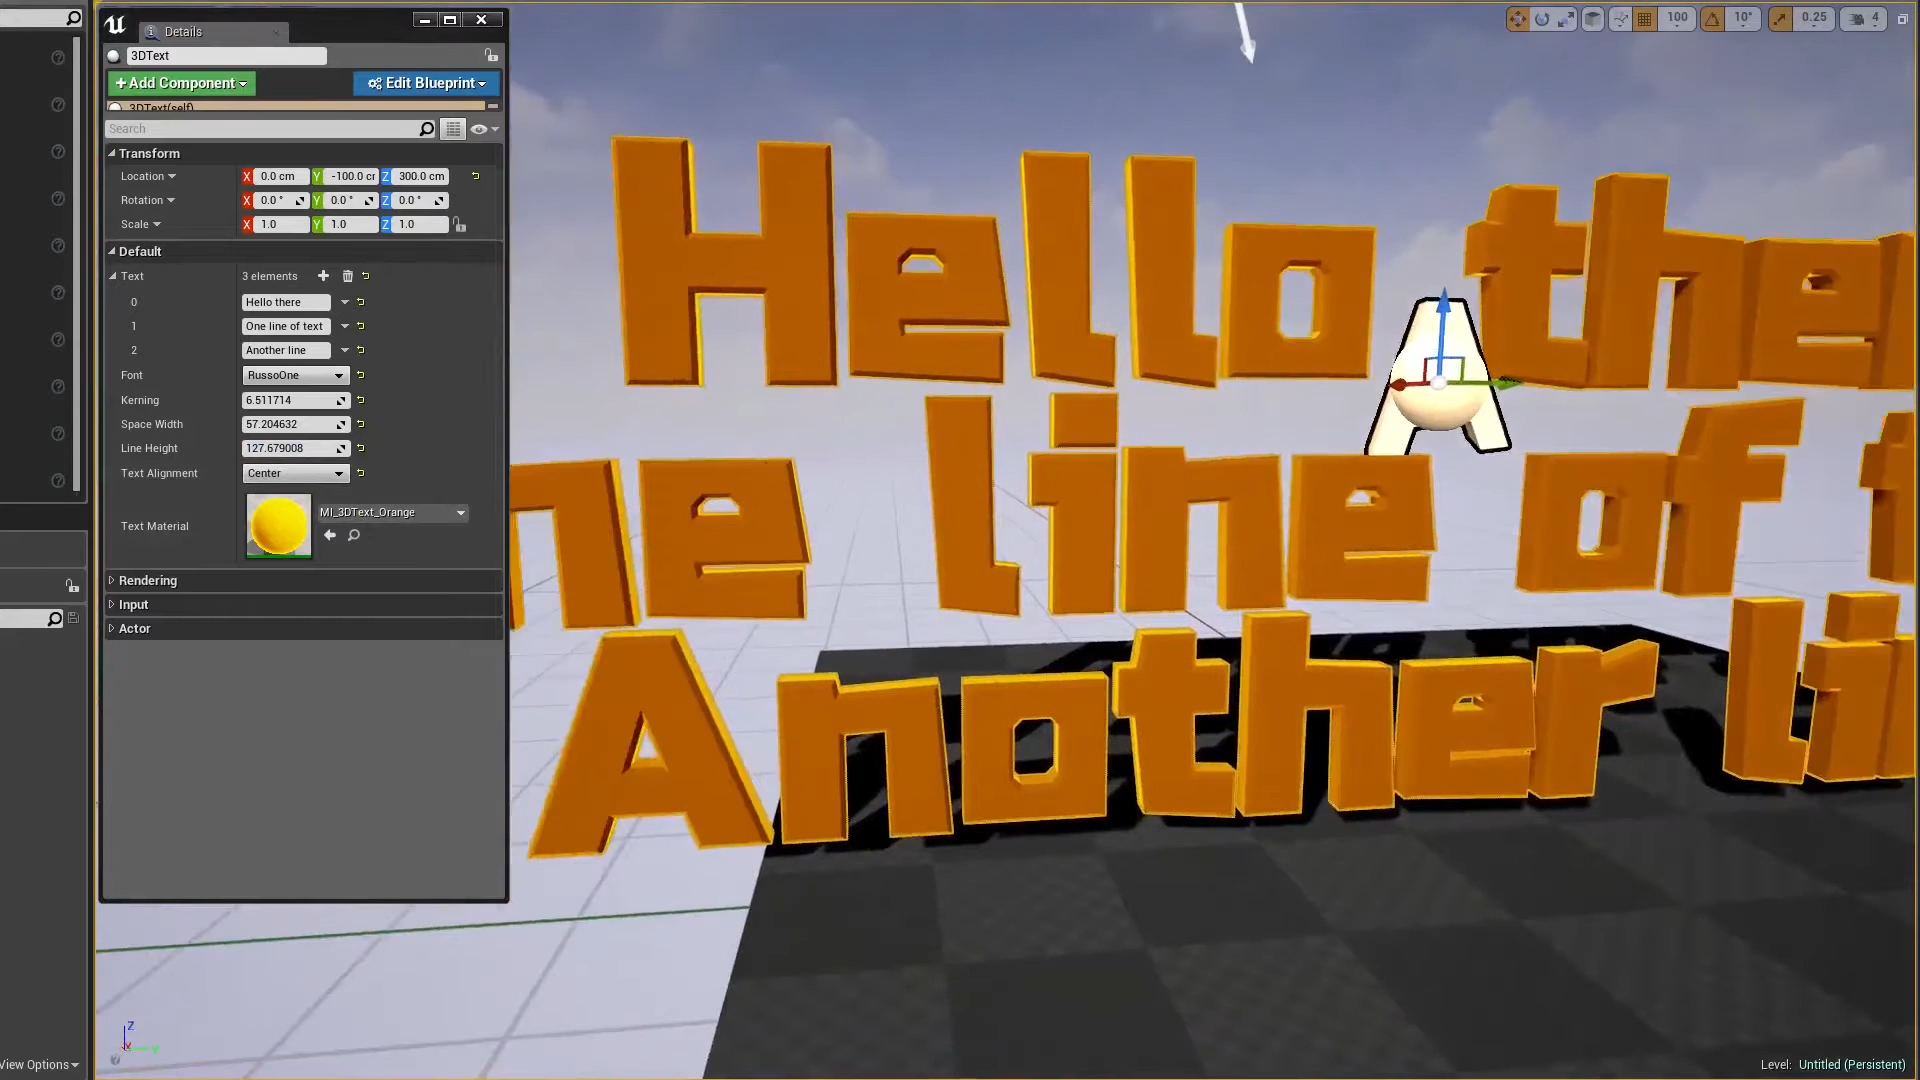 Details
3DText
+ Add Component
Edit Blueprint
3DText(self)
Search
Transform
Location X 0.0 cm Y -100.0 cr Z 300.0 cm
Rotation X 0.0 ° Y 0.0 ° Z 0.0 °
Scale X 1.0 Y 1.0 Z 1.0
Default
Text 3 elements
0 Hello there
1 One line of text
2 Another line
Font RussoOne
Kerning 6.511714
Space Width 57.204632
Line Height 127.679008
Text Alignment Center
Text Material MI_3DText_Orange
Rendering
Input
Actor
View Options
100 10° 0.25 4
Hello the
ne line of t
Another li
A
Z
Level: Untitled (Persistent)